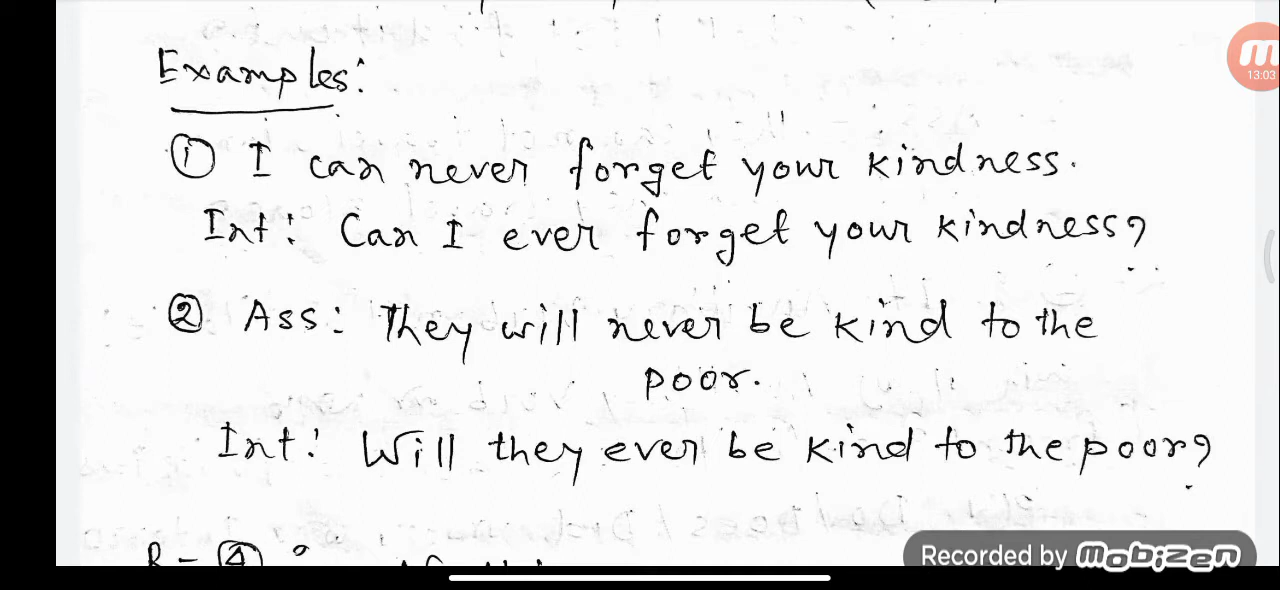 Examples:
① I can never forget your kindness.
Int: Can I ever forget your kindness?
② Ass: They will never be kind to the
poor.
Int: Will they ever be kind to the poor?
R - ④
13:03
Recorded by mobizen